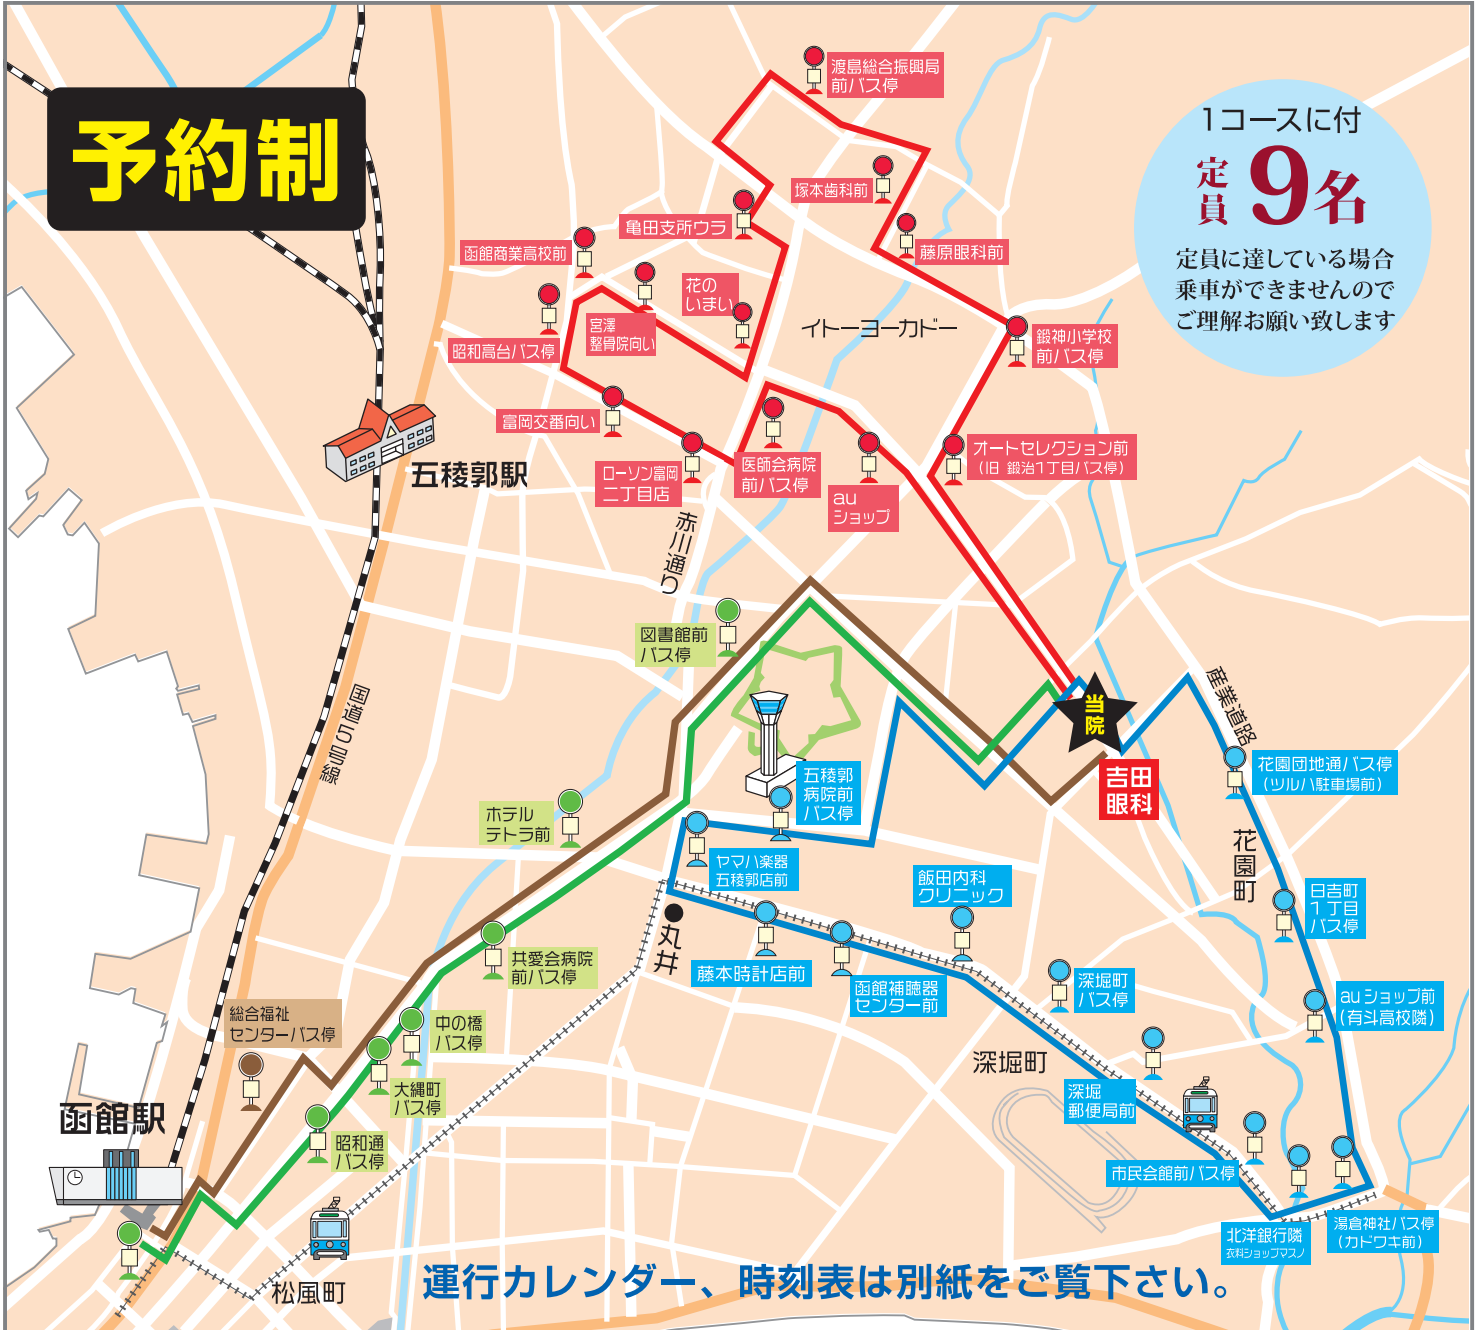 予約制
1コースに付
定員 9名
定員に達している場合
乗車ができませんので
ご理解お願い致します
渡島総合振興局
前バス停
塚本歯科前
亀田支所ウラ
藤原眼科前
函館商業高校前
花の
いまい
宮澤
整骨院向い
昭和高台バス停
イトーヨーカドー
鍛神小学校
前バス停
富岡交番向い
オートセレクション前
(旧 鍛治1丁目バス停)
ローソン富岡
二丁目店
医師会病院
前バス停
au
ショップ
五稜郭駅
赤川通り
図書館前
バス停
国道5号線
当院
吉田
眼科
産業道路
花園団地通バス停
(ツルハ駐車場前)
五稜郭
病院前
バス停
ホテル
テトラ前
ヤマハ楽器
五稜郭店前
花園町
飯田内科
クリニック
日吉町
1丁目
バス停
丸井
共愛会病院
前バス停
藤本時計店前
函館補聴器
センター前
深堀町
バス停
auショップ前
(有斗高校隣)
総合福祉
センターバス停
中の橋
バス停
深堀町
大縄町
バス停
深堀
郵便局前
函館駅
昭和通
バス停
市民会館前バス停
北洋銀行隣
衣料ショップマスノ
湯倉神社バス停
(カドワキ前)
松風町
運行カレンダー、時刻表は別紙をご覧下さい。